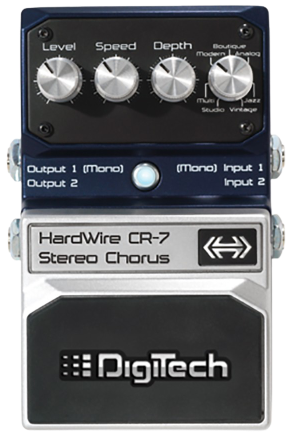 Level Speed Depth
Boutique
Modern Analog
Multi Jazz
Studio Vintage
Output 1 (Mono) (Mono) Input 1
Output 2 Input 2
HardWire CR-7
Stereo Chorus
DigiTech